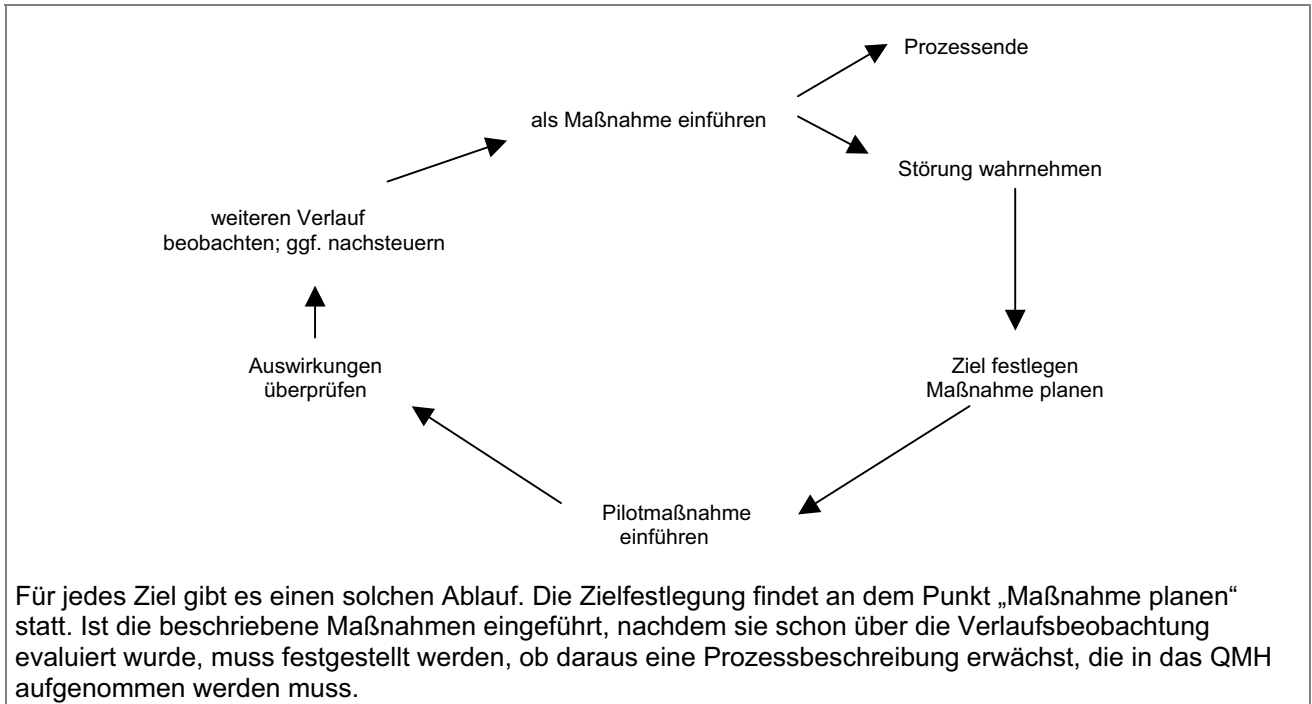 Prozessende
als Maßnahme einführen
Störung wahrnehmen
weiteren Verlauf
beobachten; ggf. nachsteuern
Auswirkungen
überprüfen
Ziel festlegen
Maßnahme planen
Pilotmaßnahme
einführen
Für jedes Ziel gibt es einen solchen Ablauf. Die Zielfestlegung findet an dem Punkt „Maßnahme planen“
statt. Ist die beschriebene Maßnahmen eingeführt, nachdem sie schon über die Verlaufsbeobachtung
evaluiert wurde, muss festgestellt werden, ob daraus eine Prozessbeschreibung erwächst, die in das QMH
aufgenommen werden muss.